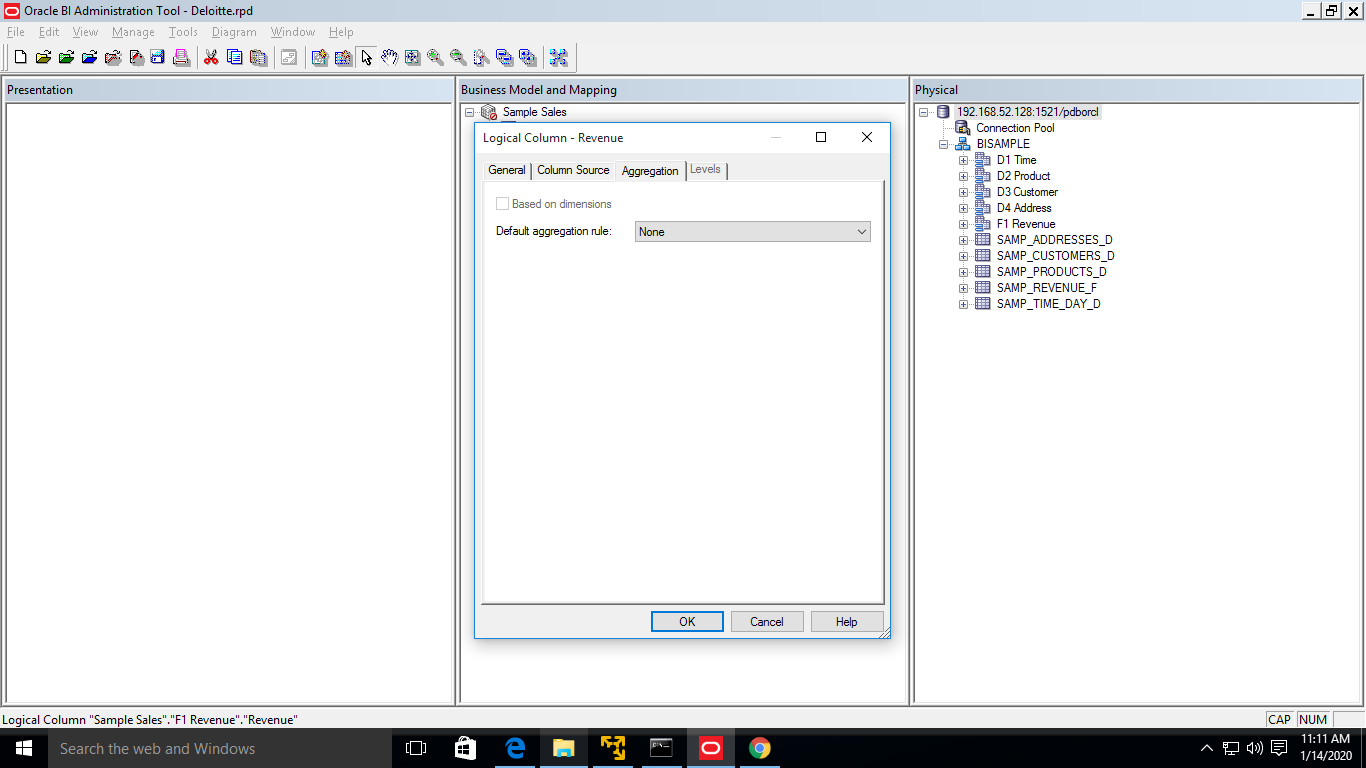 Oracle BI Administration Tool - Deloitte.rpd
File Edit View Manage Tools Diagram Window Help
Presentation
Business Model and Mapping
Sample Sales
Logical Column - Revenue
General Column Source Aggregation Levels
Based on dimensions
Default aggregation rule: None
OK Cancel Help
Physical
192.168.52.128:1521/pdborcl
Connection Pool
BISAMPLE
D1 Time
D2 Product
D3 Customer
D4 Address
F1 Revenue
SAMP_ADDRESSES_D
SAMP_CUSTOMERS_D
SAMP_PRODUCTS_D
SAMP_REVENUE_F
SAMP_TIME_DAY_D
Logical Column "Sample Sales"."F1 Revenue"."Revenue"
CAP NUM
Search the web and Windows
11:11 AM
1/14/2020